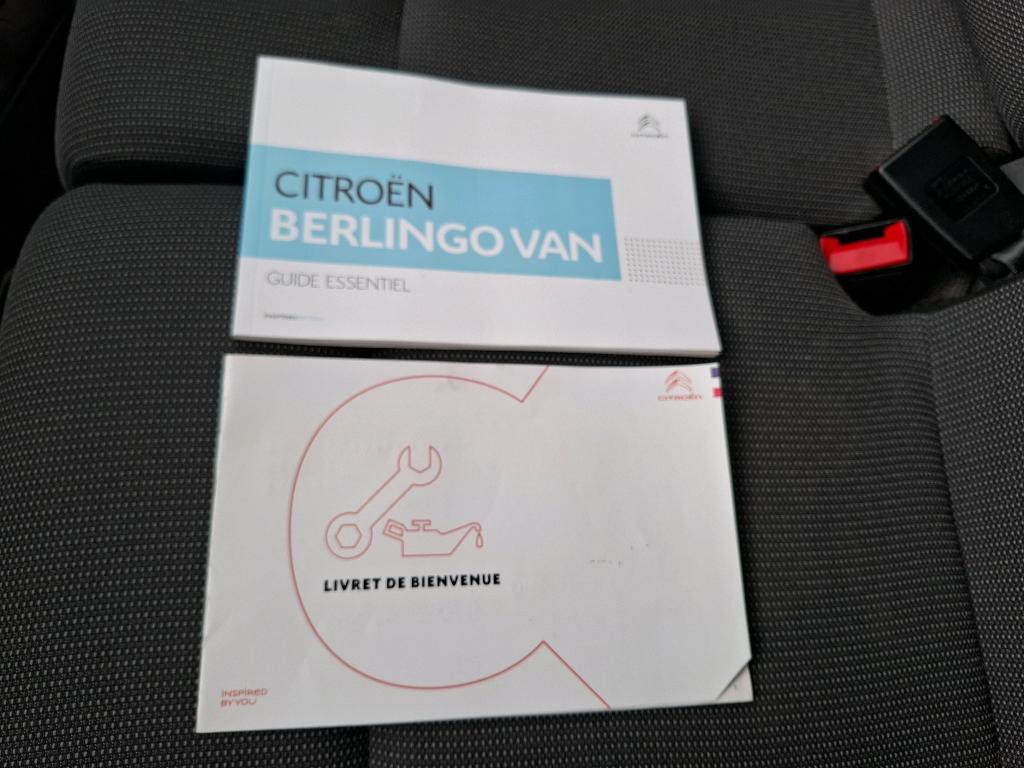 CITROËN
BERLINGO VAN
GUIDE ESSENTIEL
CITROËN
LIVRET DE BIENVENUE
INSPIRED
BY YOU